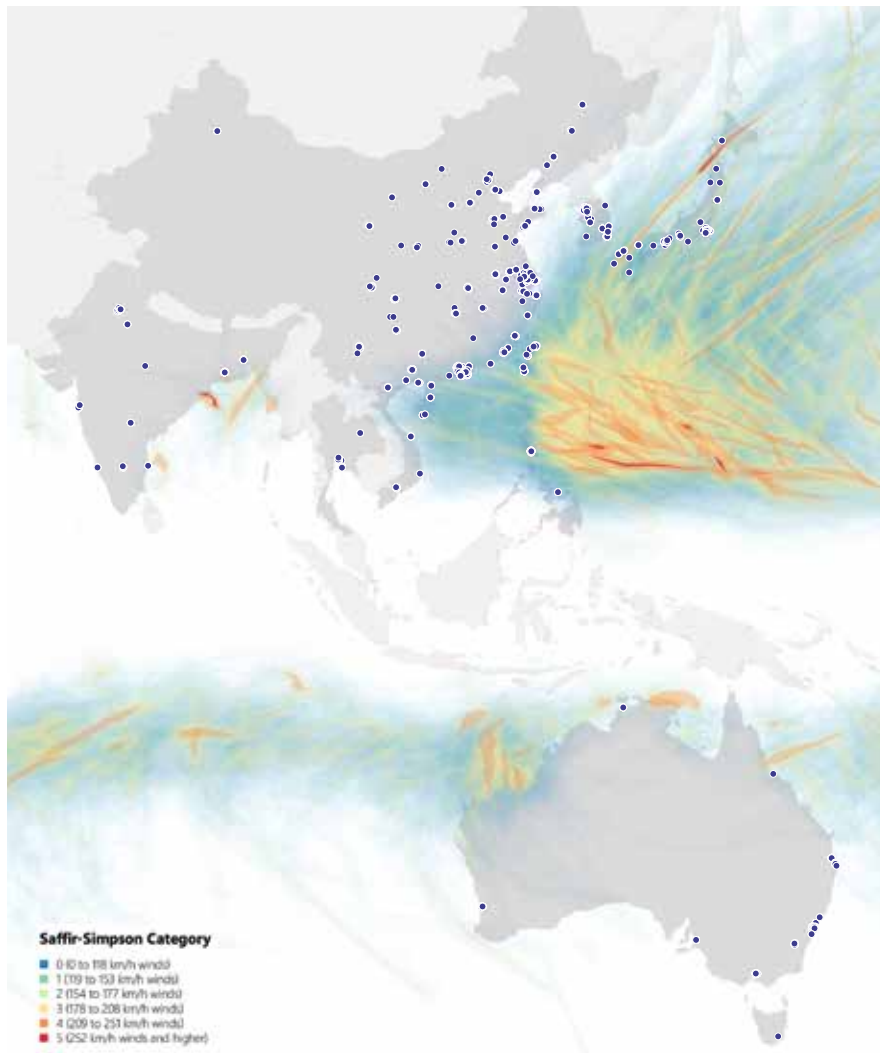 Saffir-Simpson Category
0 (0 to 118 km/h winds)
1 (119 to 153 km/h winds)
2 (154 to 177 km/h winds)
3 (178 to 208 km/h winds)
4 (209 to 251 km/h winds)
5 (252 km/h winds and higher)